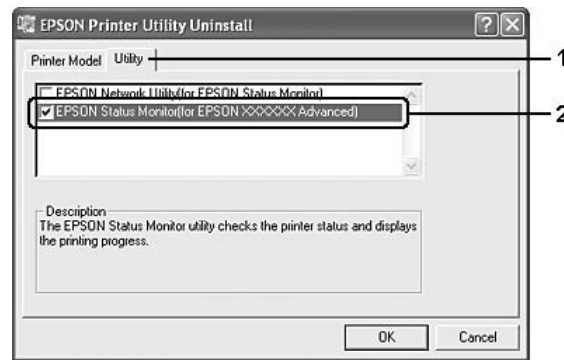 EPSON Printer Utility Uninstall
Printer Model Utility
1
EPSON Network Utility(for EPSON Status Monitor)
EPSON Status Monitor(for EPSON XXXXXX Advanced)
2
Description
The EPSON Status Monitor utility checks the printer status and displays
the printing progress.
OK Cancel